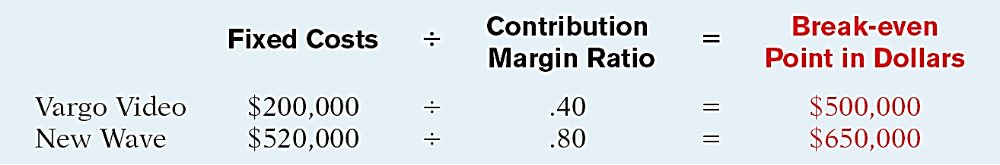 Fixed Costs ÷ Contribution Margin Ratio = Break-even Point in Dollars
Vargo Video $200,000 ÷ .40 = $500,000
New Wave $520,000 ÷ .80 = $650,000